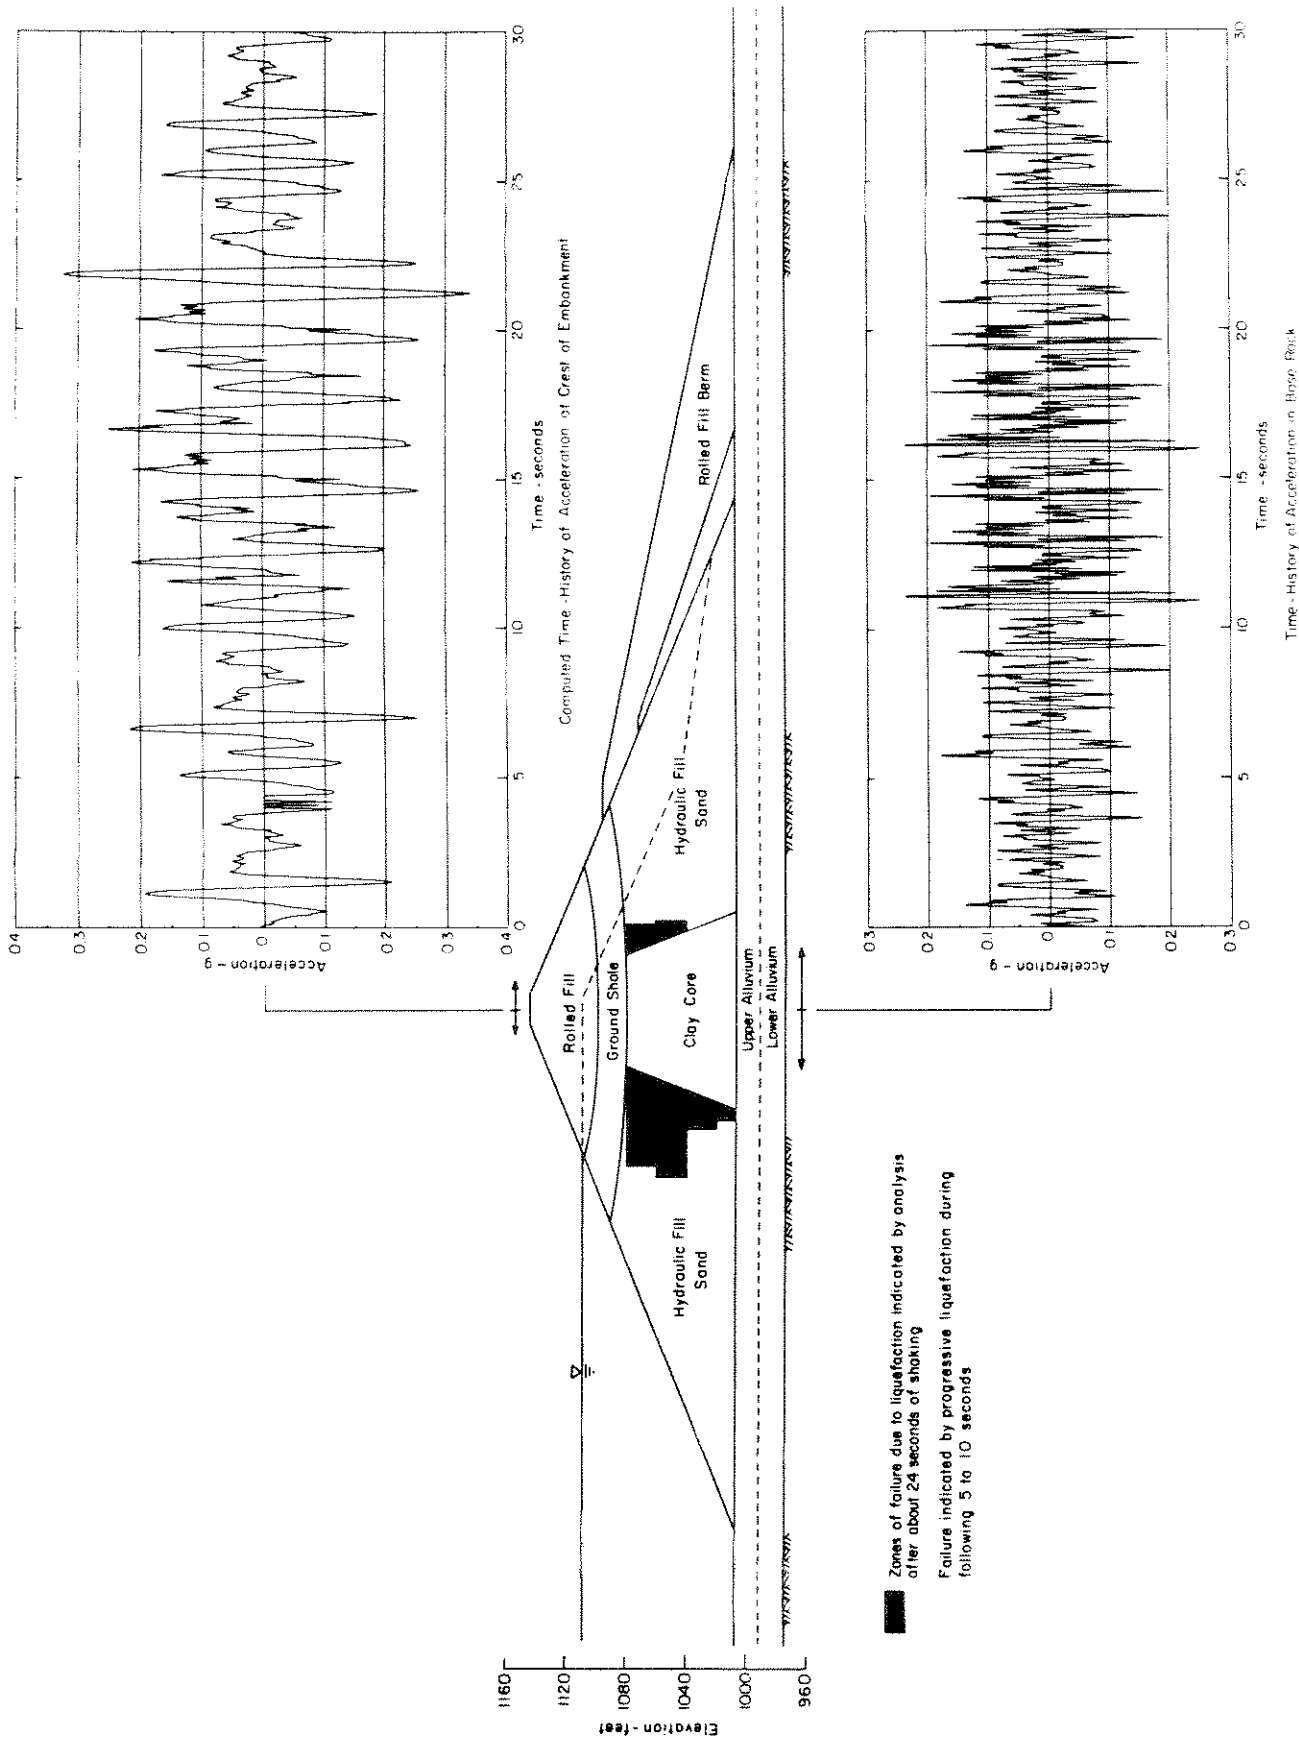 0.4
0.3
0.2
0.1
0
0.1
0.2
0.3
0.4
Acceleration - g
0
5
10
15
20
25
30
Time - seconds
Computed Time - History of Acceleration at Crest of Embankment
Elevation - feet
1160
1120
1080
1040
1000
960
Rolled Fill
Ground Shale
Clay Core
Hydraulic Fill
Sand
Hydraulic Fill
Sand
Rolled Fill Berm
Upper Alluvium
Lower Alluvium
Zones of failure due to liquefaction indicated by analysis
after about 24 seconds of shaking
Failure indicated by progressive liquefaction during
following 5 to 10 seconds
0.3
0.2
0.1
0
0.1
0.2
0.3
Acceleration - g
0
5
10
15
20
25
30
Time - seconds
Time - History of Acceleration in Base Rock